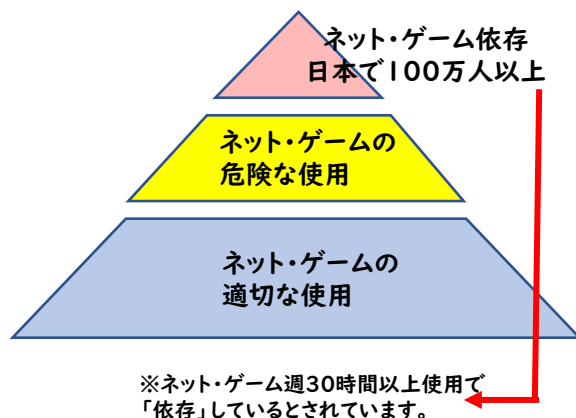 ネット・ゲーム依存
日本で100万人以上
ネット・ゲームの
危険な使用
ネット・ゲームの
適切な使用
※ネット・ゲーム週30時間以上使用で
「依存」しているとされています。